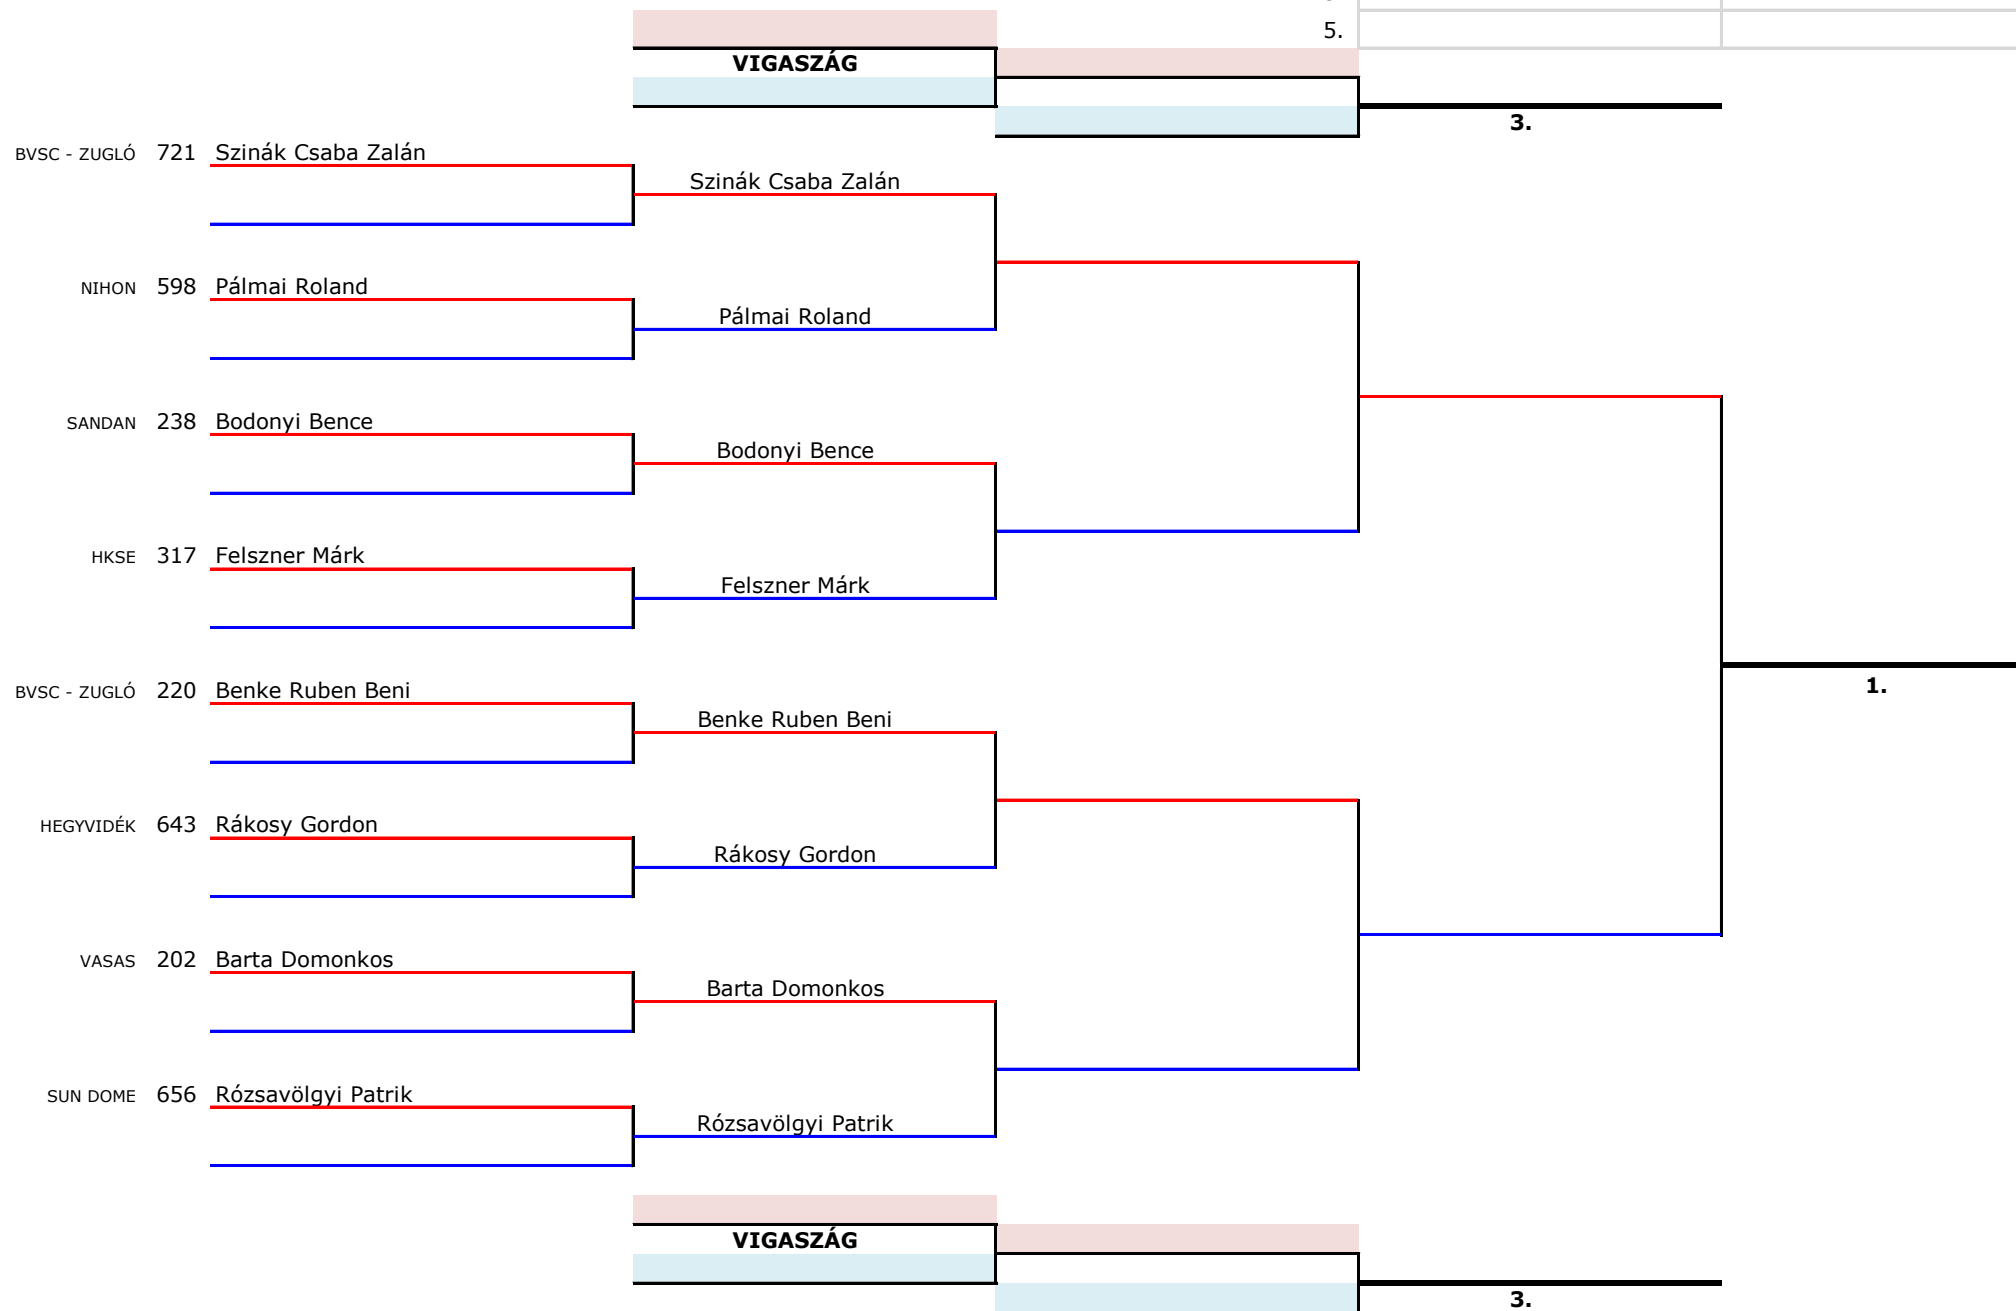 5.
VIGASZÁG
3.
BVSC - ZUGLÓ 721 Szinák Csaba Zalán
Szinák Csaba Zalán
NIHON 598 Pálmai Roland
Pálmai Roland
SANDAN 238 Bodonyi Bence
Bodonyi Bence
HKSE 317 Felszner Márk
Felszner Márk
BVSC - ZUGLÓ 220 Benke Ruben Beni
1.
Benke Ruben Beni
HEGYVIDÉK 643 Rákosy Gordon
Rákosy Gordon
VASAS 202 Barta Domonkos
Barta Domonkos
SUN DOME 656 Rózsavölgyi Patrik
Rózsavölgyi Patrik
VIGASZÁG
3.